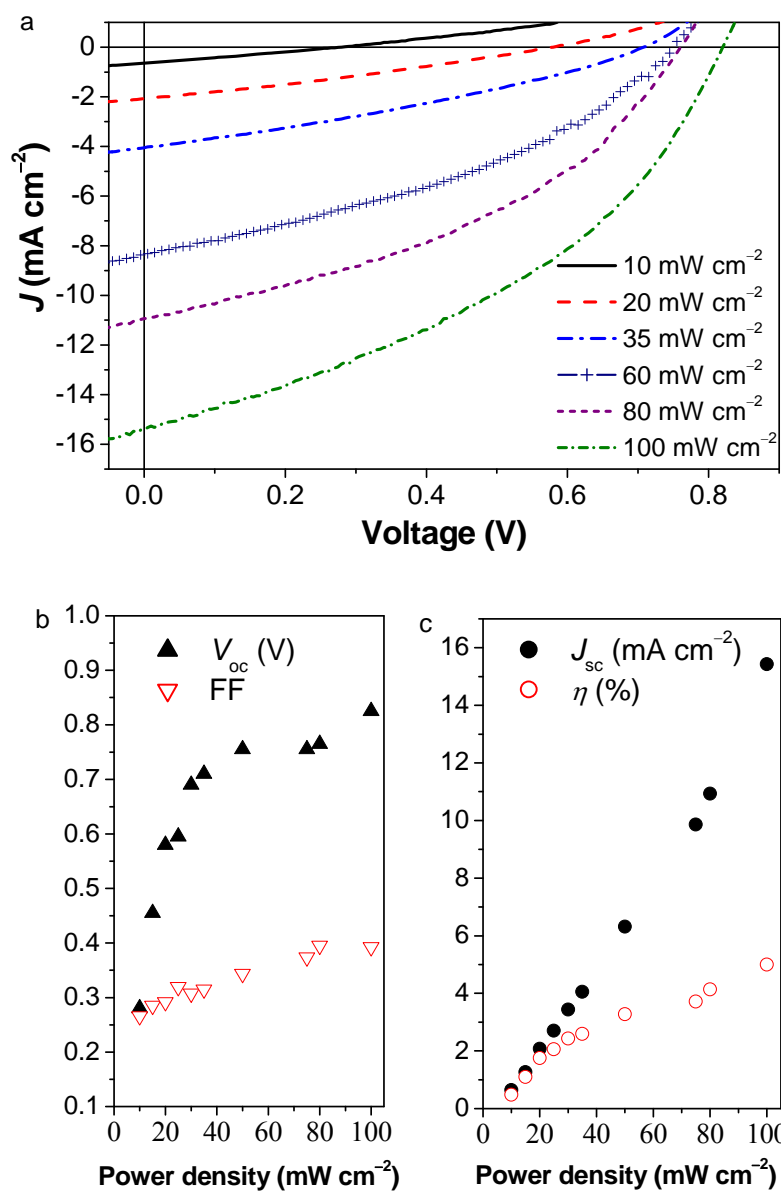 a
0
-2
-4
-6
-8
-10
-12
-14
-16
J (mA cm⁻²)
10 mW cm⁻²
20 mW cm⁻²
35 mW cm⁻²
60 mW cm⁻²
80 mW cm⁻²
100 mW cm⁻²
0.0 0.2 0.4 0.6 0.8
Voltage (V)
b
1.0
0.9
0.8
0.7
0.6
0.5
0.4
0.3
0.2
0.1
Voc (V)
FF
0 20 40 60 80 100
Power density (mW cm⁻²)
c
16
14
12
10
8
6
4
2
0
Jsc (mA cm⁻²)
η (%)
0 20 40 60 80 100
Power density (mW cm⁻²)